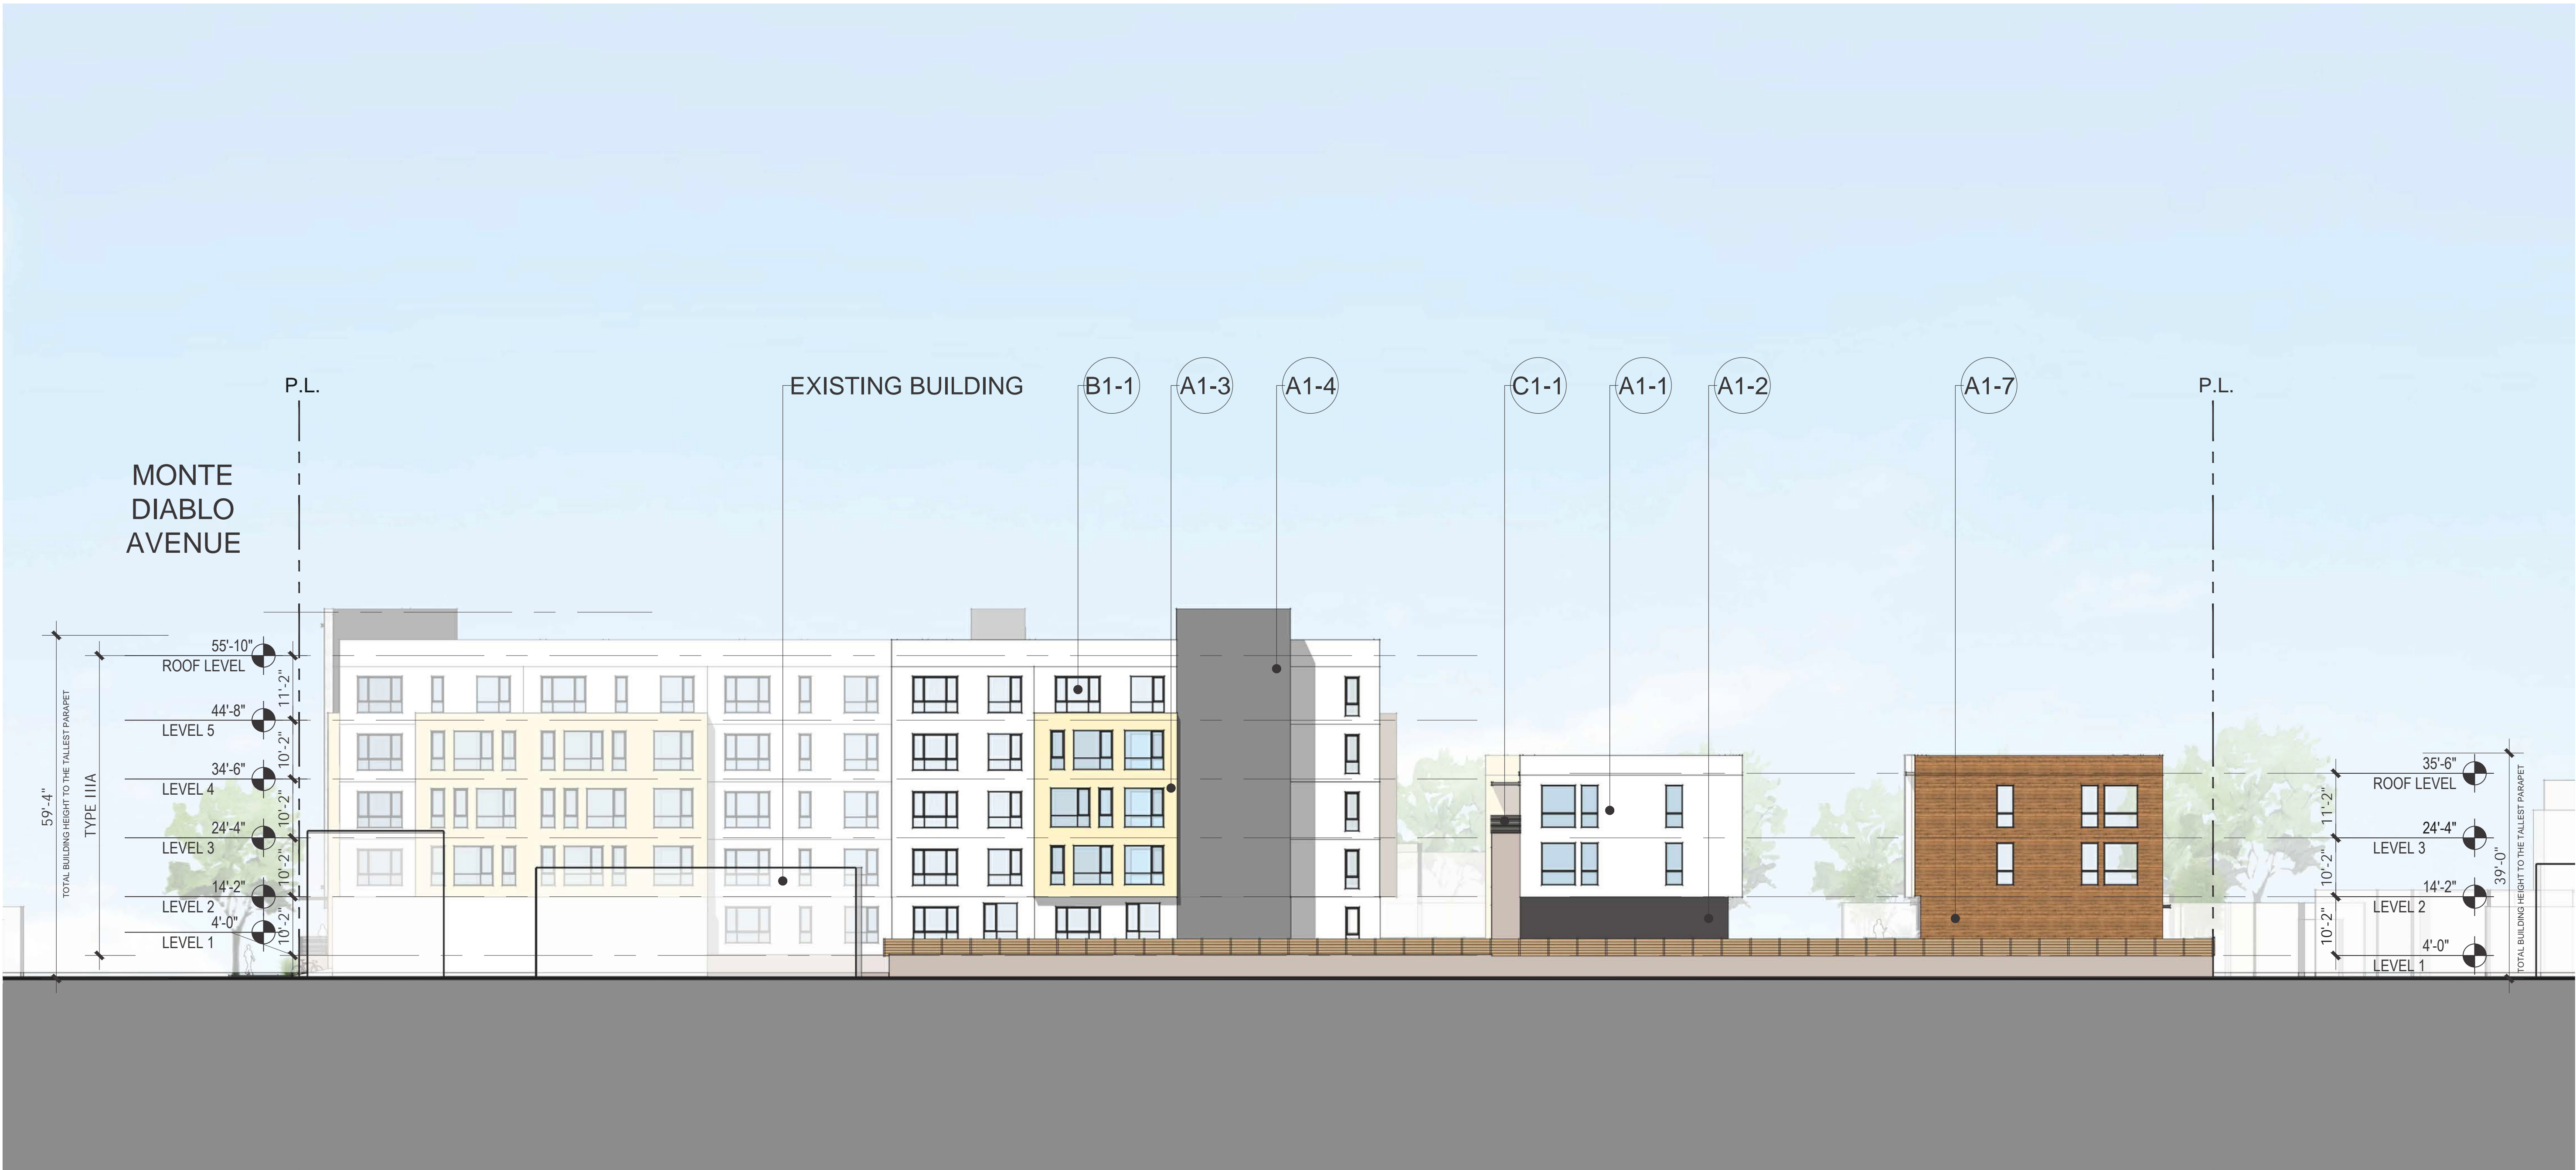 P.L.
EXISTING BUILDING
B1-1
A1-3
A1-4
C1-1
A1-1
A1-2
A1-7
P.L.
MONTE
DIABLO
AVENUE
59'-4"
TOTAL BUILDING HEIGHT TO THE TALLEST PARAPET
TYPE IIIA
55'-10"
ROOF LEVEL
11'-2"
44'-8"
LEVEL 5
10'-2"
34'-6"
LEVEL 4
10'-2"
24'-4"
LEVEL 3
10'-2"
14'-2"
LEVEL 2
10'-2"
4'-0"
LEVEL 1
35'-6"
ROOF LEVEL
11'-2"
24'-4"
LEVEL 3
10'-2"
14'-2"
LEVEL 2
10'-2"
4'-0"
LEVEL 1
39'-0"
TOTAL BUILDING HEIGHT TO THE TALLEST PARAPET